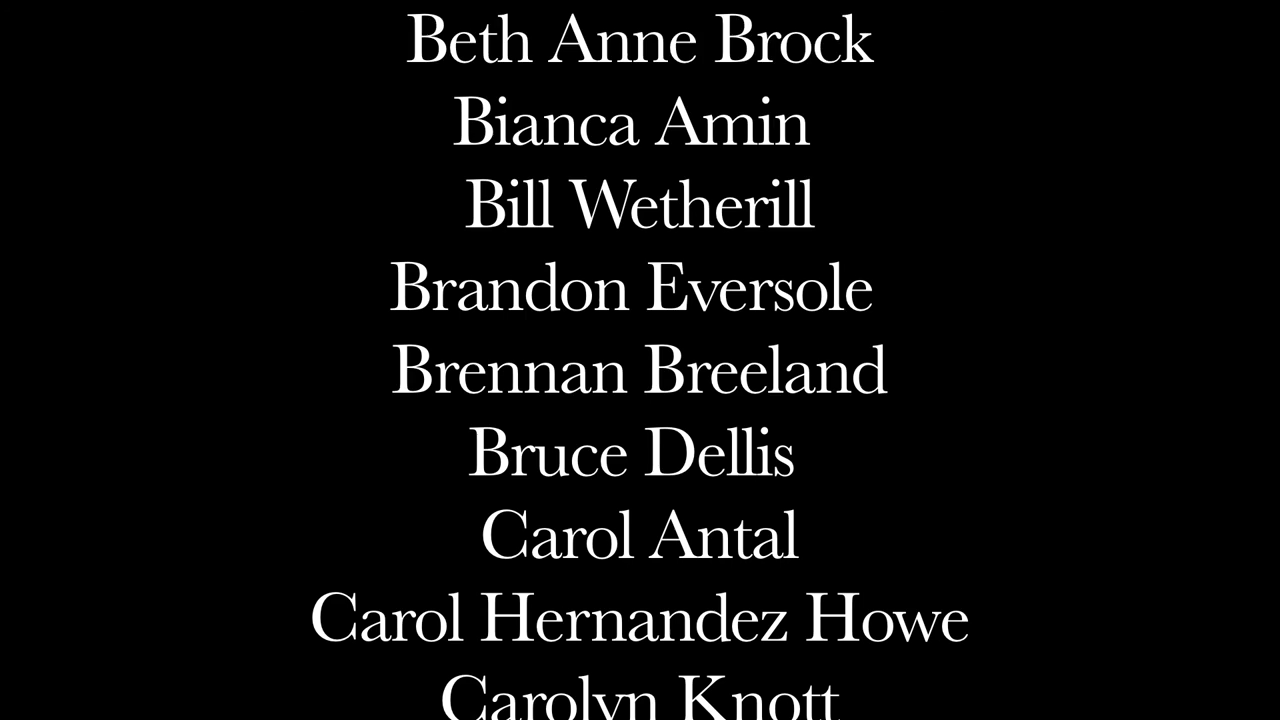 Beth Anne Brock
Bianca Amin
Bill Wetherill
Brandon Eversole
Brennan Breeland
Bruce Dellis
Carol Antal
Carol Hernandez Howe
Carolyn Knott